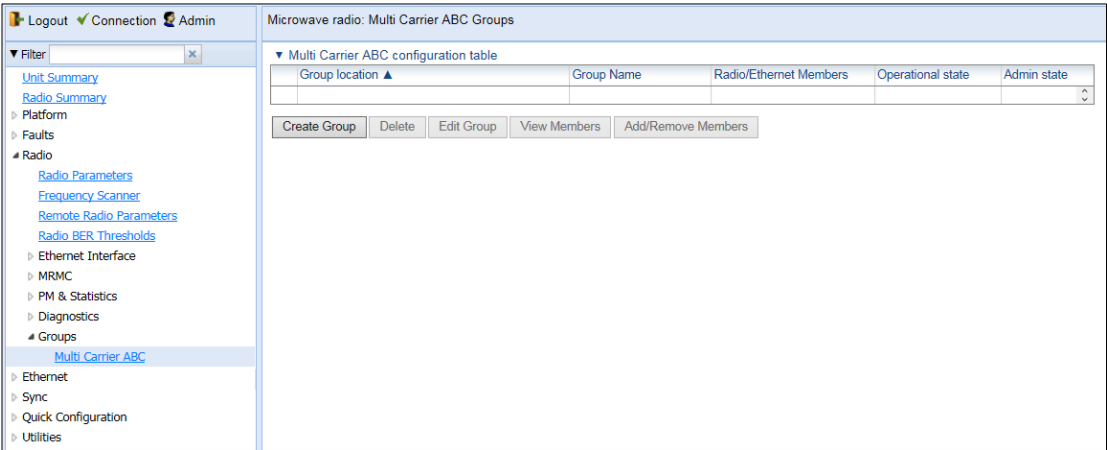 Logout Connection Admin
Filter
Unit Summary
Radio Summary
Platform
Faults
Radio
Radio Parameters
Frequency Scanner
Remote Radio Parameters
Radio BER Thresholds
Ethernet Interface
MRMC
PM & Statistics
Diagnostics
Groups
Multi Carrier ABC
Ethernet
Sync
Quick Configuration
Utilities
Microwave radio: Multi Carrier ABC Groups
Multi Carrier ABC configuration table
Group location ▲ Group Name Radio/Ethernet Members Operational state Admin state
Create Group Delete Edit Group View Members Add/Remove Members